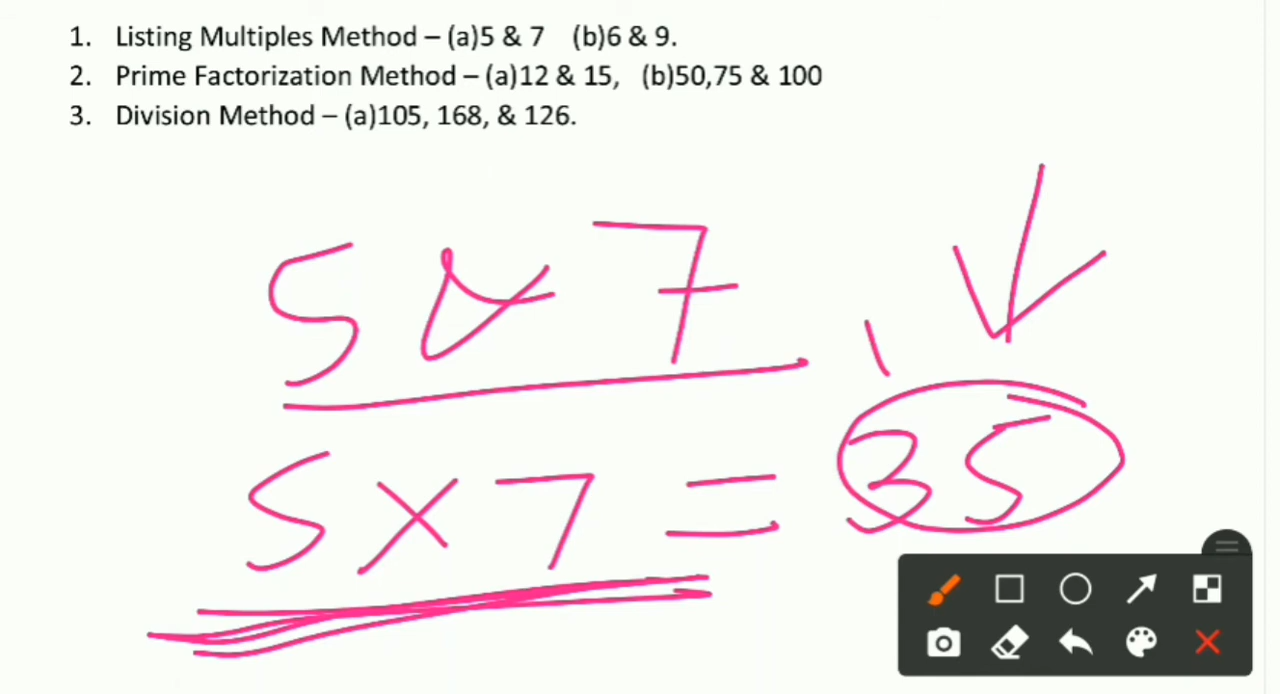 1. Listing Multiples Method – (a)5 & 7 (b)6 & 9.
2. Prime Factorization Method – (a)12 & 15, (b)50,75 & 100
3. Division Method – (a)105, 168, & 126.
5 & 7
5 × 7 = 35